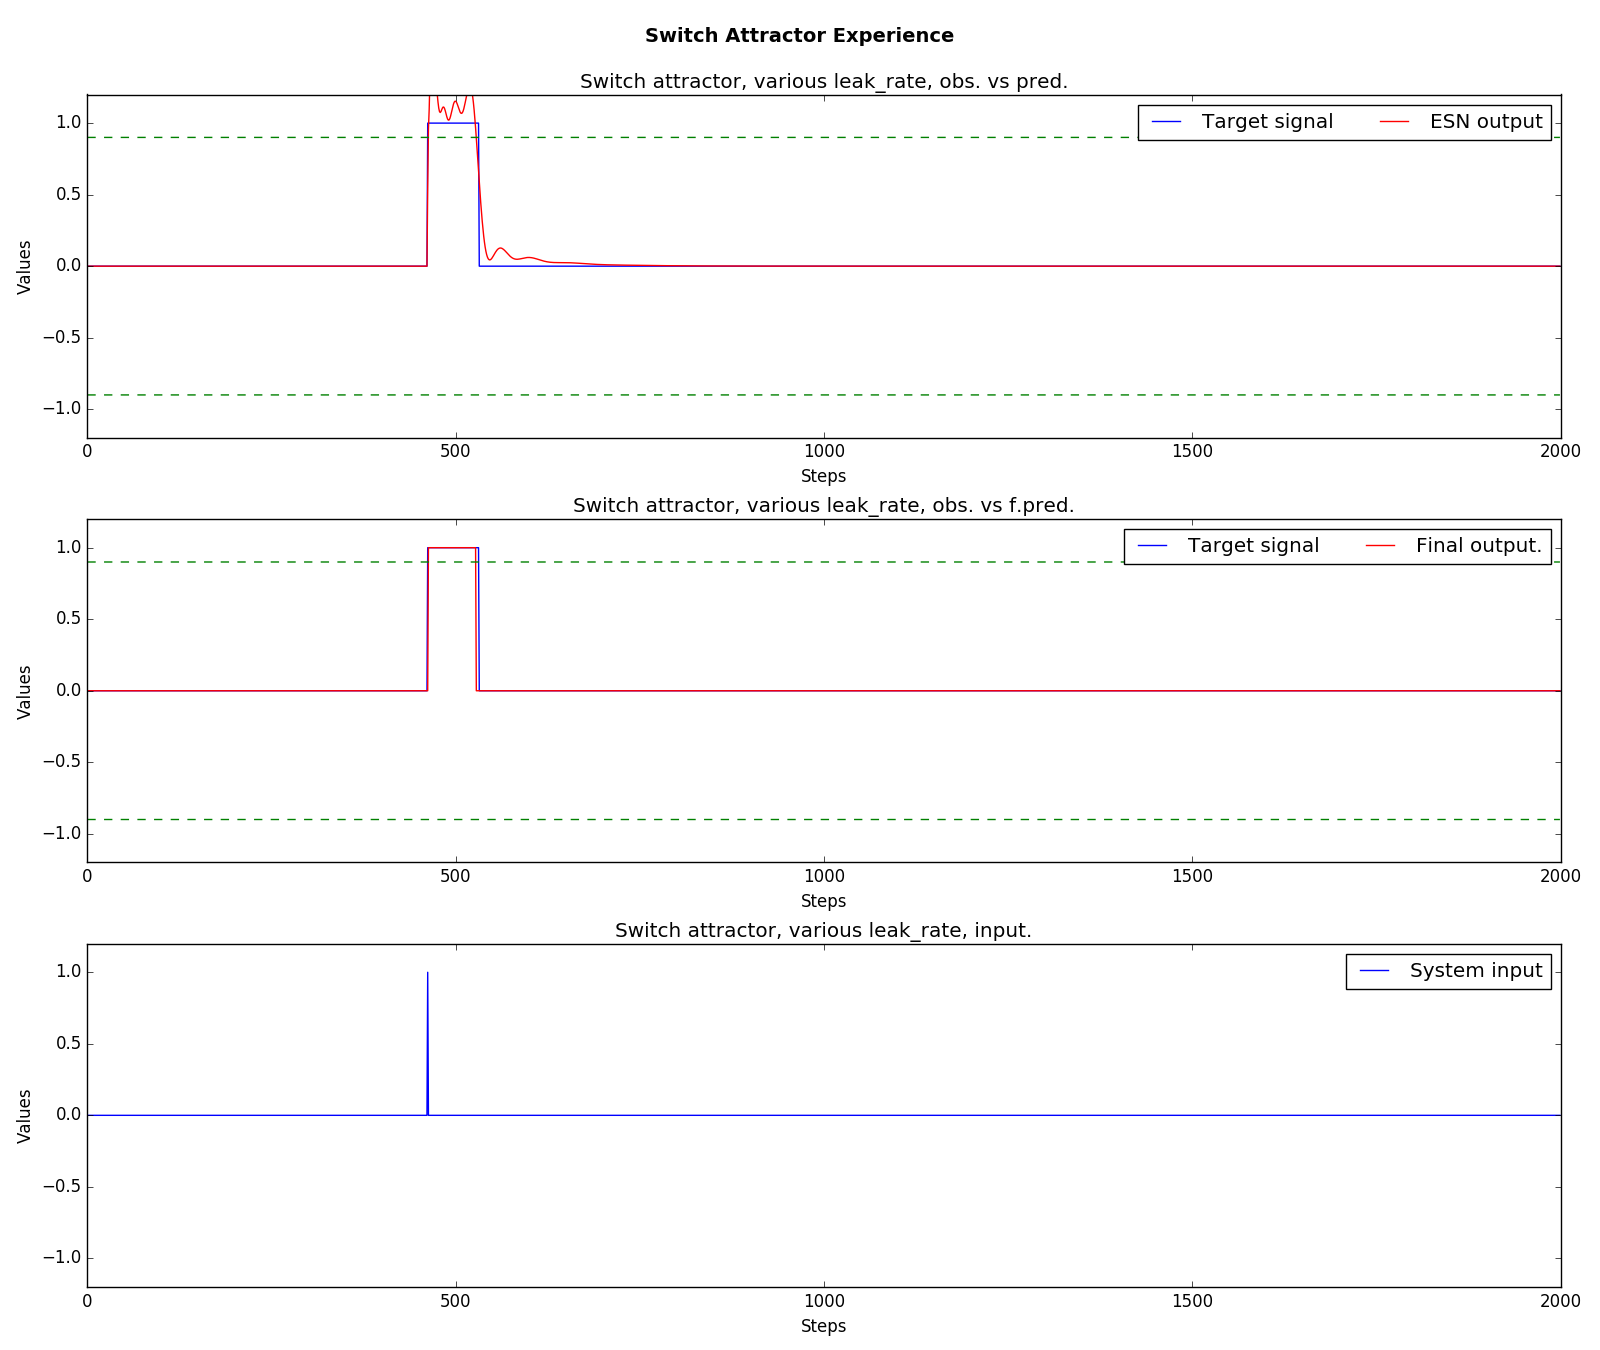 Switch Attractor Experience
Switch attractor, various leak_rate, obs. vs pred.
Target signal ESN output
1.0
0.5
0.0
−0.5
−1.0
Values
0 500 1000 1500 2000
Steps
Switch attractor, various leak_rate, obs. vs f.pred.
Target signal Final output.
1.0
0.5
0.0
−0.5
−1.0
Values
0 500 1000 1500 2000
Steps
Switch attractor, various leak_rate, input.
System input
1.0
0.5
0.0
−0.5
−1.0
Values
0 500 1000 1500 2000
Steps